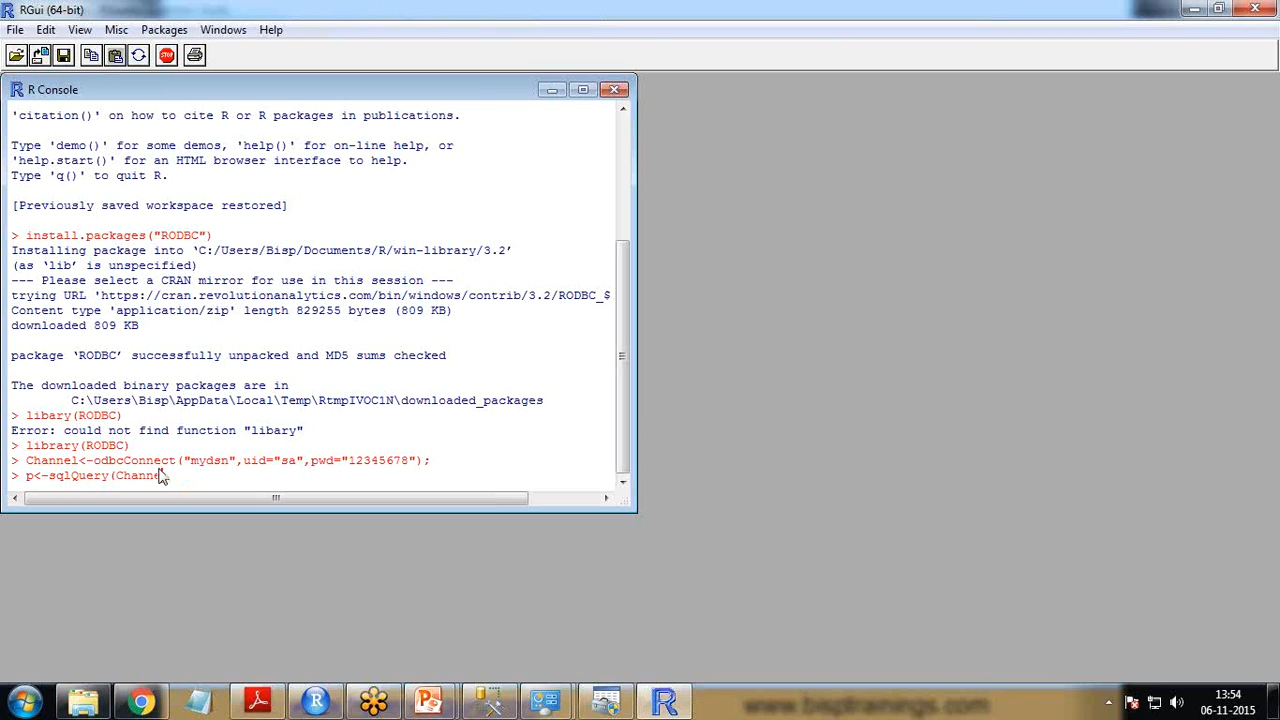 RGui (64-bit)
File Edit View Misc Packages Windows Help
STOP
R Console
'citation()' on how to cite R or R packages in publications.
Type 'demo()' for some demos, 'help()' for on-line help, or
'help.start()' for an HTML browser interface to help.
Type 'q()' to quit R.
[Previously saved workspace restored]
> install.packages("RODBC")
Installing package into ‘C:/Users/Bisp/Documents/R/win-library/3.2’
(as ‘lib’ is unspecified)
--- Please select a CRAN mirror for use in this session ---
trying URL 'https://cran.revolutionanalytics.com/bin/windows/contrib/3.2/RODBC_$
Content type 'application/zip' length 829255 bytes (809 KB)
downloaded 809 KB
package ‘RODBC’ successfully unpacked and MD5 sums checked
The downloaded binary packages are in
C:\Users\Bisp\AppData\Local\Temp\RtmpIVOC1N\downloaded_packages
> libary(RODBC)
Error: could not find function "libary"
> library(RODBC)
> Channel<-odbcConnect("mydsn",uid="sa",pwd="12345678");
> p<-sqlQuery(Channe
www.bisptrainings.com
13:54
06-11-2015